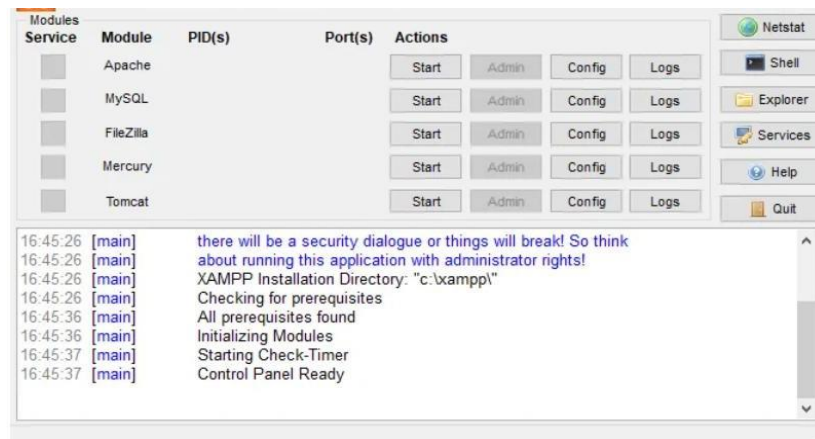 Modules
Service Module PID(s) Port(s) Actions
Apache Start Admin Config Logs
MySQL Start Admin Config Logs
FileZilla Start Admin Config Logs
Mercury Start Admin Config Logs
Tomcat Start Admin Config Logs
Netstat
Shell
Explorer
Services
Help
Quit
16:45:26 [main] there will be a security dialogue or things will break! So think
16:45:26 [main] about running this application with administrator rights!
16:45:26 [main] XAMPP Installation Directory: "c:\xampp\"
16:45:26 [main] Checking for prerequisites
16:45:36 [main] All prerequisites found
16:45:36 [main] Initializing Modules
16:45:37 [main] Starting Check-Timer
16:45:37 [main] Control Panel Ready